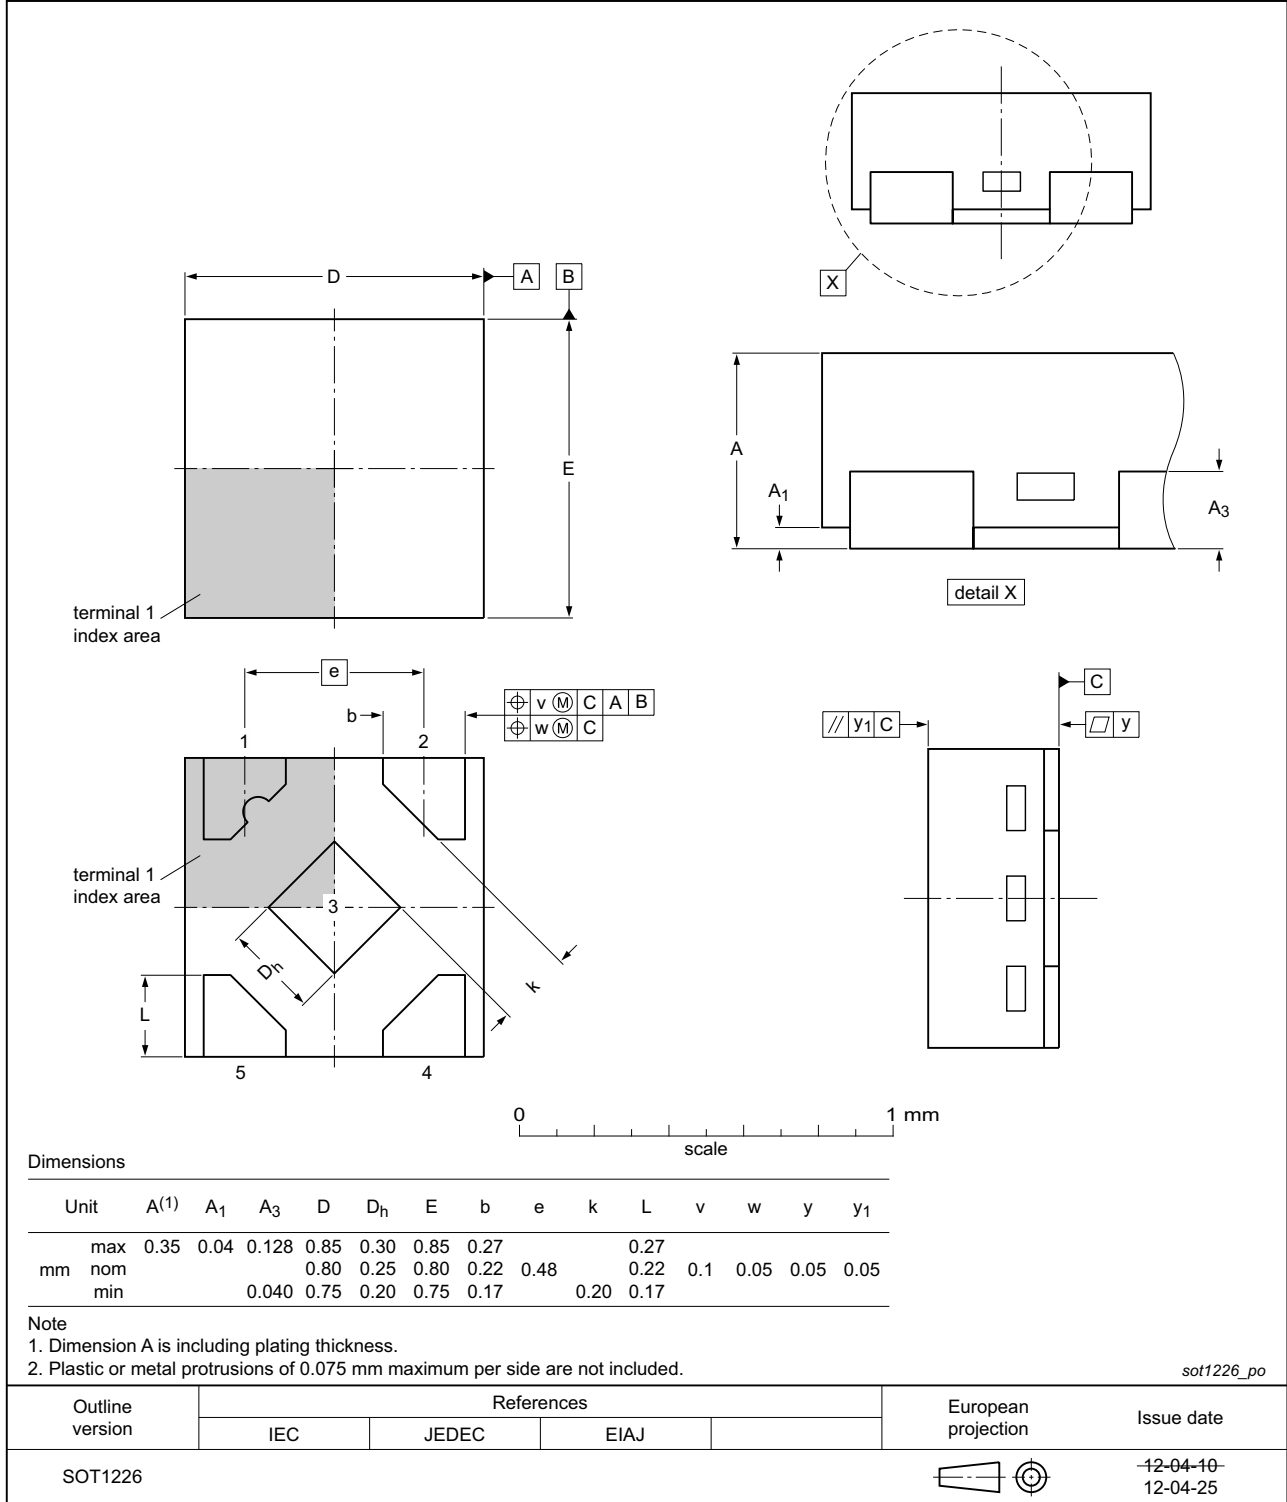 X
D
A
B
E
terminal 1
index area
A
A1
A3
detail X
e
b
v M C A B
w M C
1
2
terminal 1
index area
3
Dh
k
L
5
4
C
// y1 C
y
0
1 mm
scale
Dimensions
Unit A(1) A1 A3 D Dh E b e k L v w y y1
max 0.35 0.04 0.128 0.85 0.30 0.85 0.27 0.27
mm nom 0.80 0.25 0.80 0.22 0.48 0.22 0.1 0.05 0.05 0.05
min 0.040 0.75 0.20 0.75 0.17 0.20 0.17
Note
1. Dimension A is including plating thickness.
2. Plastic or metal protrusions of 0.075 mm maximum per side are not included.
sot1226_po
Outline
version
References
European
projection
Issue date
IEC JEDEC EIAJ
SOT1226
12-04-10
12-04-25